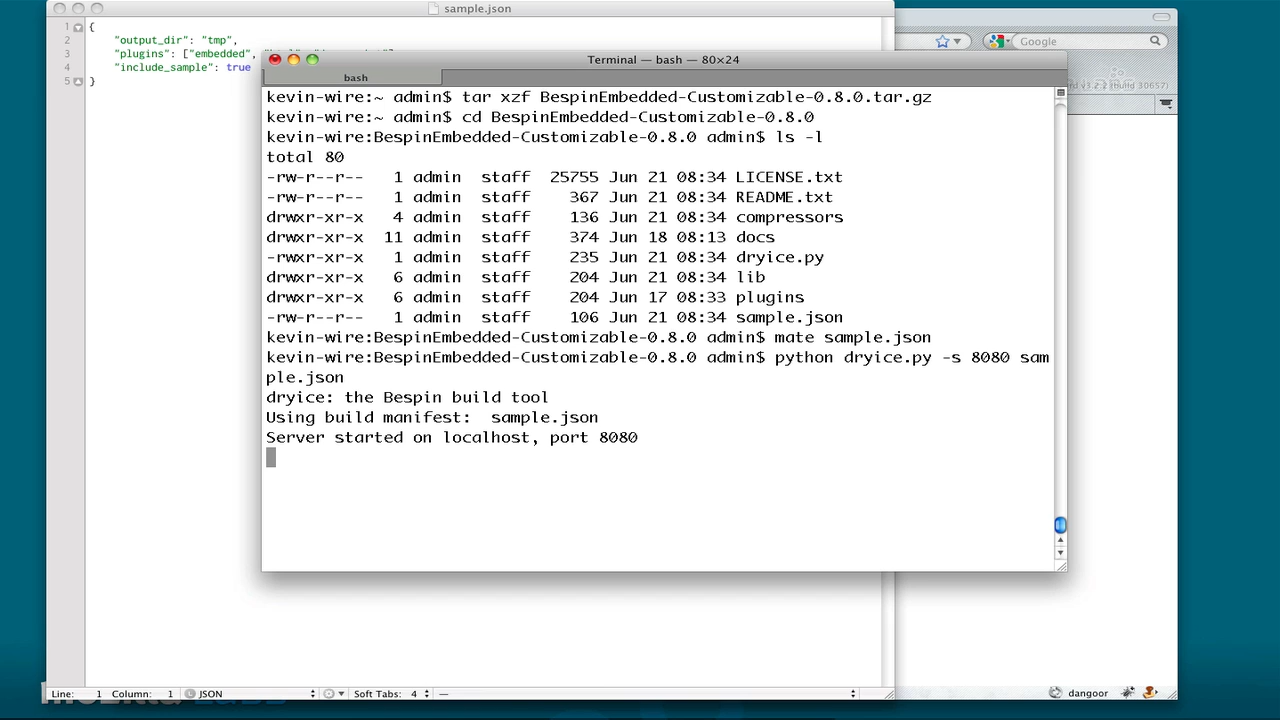 sample.json
1 {
2 "output_dir": "tmp",
3 "plugins": ["embedded",
4 "include_sample": true
5 }
Google
Terminal — bash — 80×24
bash
kevin-wire:~ admin$ tar xzf BespinEmbedded-Customizable-0.8.0.tar.gz
kevin-wire:~ admin$ cd BespinEmbedded-Customizable-0.8.0
kevin-wire:BespinEmbedded-Customizable-0.8.0 admin$ ls -l
total 80
-rw-r--r-- 1 admin staff 25755 Jun 21 08:34 LICENSE.txt
-rw-r--r-- 1 admin staff 367 Jun 21 08:34 README.txt
drwxr-xr-x 4 admin staff 136 Jun 21 08:34 compressors
drwxr-xr-x 11 admin staff 374 Jun 18 08:13 docs
-rwxr-xr-x 1 admin staff 235 Jun 21 08:34 dryice.py
drwxr-xr-x 6 admin staff 204 Jun 21 08:34 lib
drwxr-xr-x 6 admin staff 204 Jun 17 08:33 plugins
-rw-r--r-- 1 admin staff 106 Jun 21 08:34 sample.json
kevin-wire:BespinEmbedded-Customizable-0.8.0 admin$ mate sample.json
kevin-wire:BespinEmbedded-Customizable-0.8.0 admin$ python dryice.py -s 8080 sam
ple.json
dryice: the Bespin build tool
Using build manifest: sample.json
Server started on localhost, port 8080
Line: 1 Column: 1 JSON Soft Tabs: 4 —
dangoor